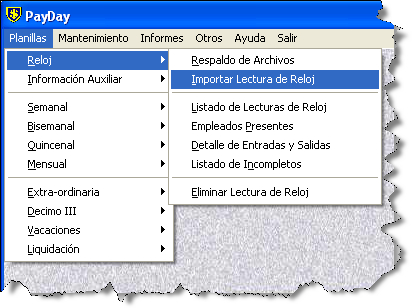 PayDay
Planillas Mantenimiento Informes Otros Ayuda Salir
Reloj
Información Auxiliar
Semanal
Bisemanal
Quincenal
Mensual
Extra-ordinaria
Decimo III
Vacaciones
Liquidación
Respaldo de Archivos
Importar Lectura de Reloj
Listado de Lecturas de Reloj
Empleados Presentes
Detalle de Entradas y Salidas
Listado de Incompletos
Eliminar Lectura de Reloj